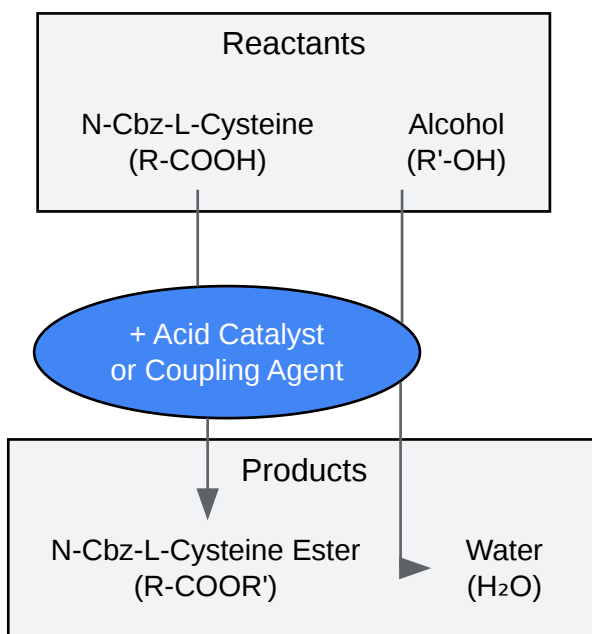 Reactants
N-Cbz-L-Cysteine
(R-COOH)
Alcohol
(R'-OH)
+ Acid Catalyst
or Coupling Agent
Products
N-Cbz-L-Cysteine Ester
(R-COOR')
Water
(H₂O)